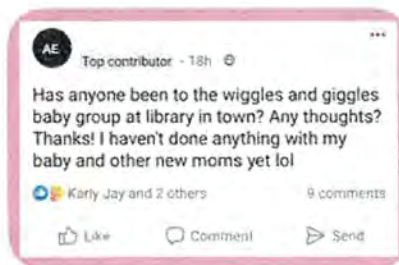 AE
Top contributor · 18h
Has anyone been to the wiggles and giggles
baby group at library in town? Any thoughts?
Thanks! I haven't done anything with my
baby and other new moms yet lol
Karly Jay and 2 others 9 comments
Like Comment Send